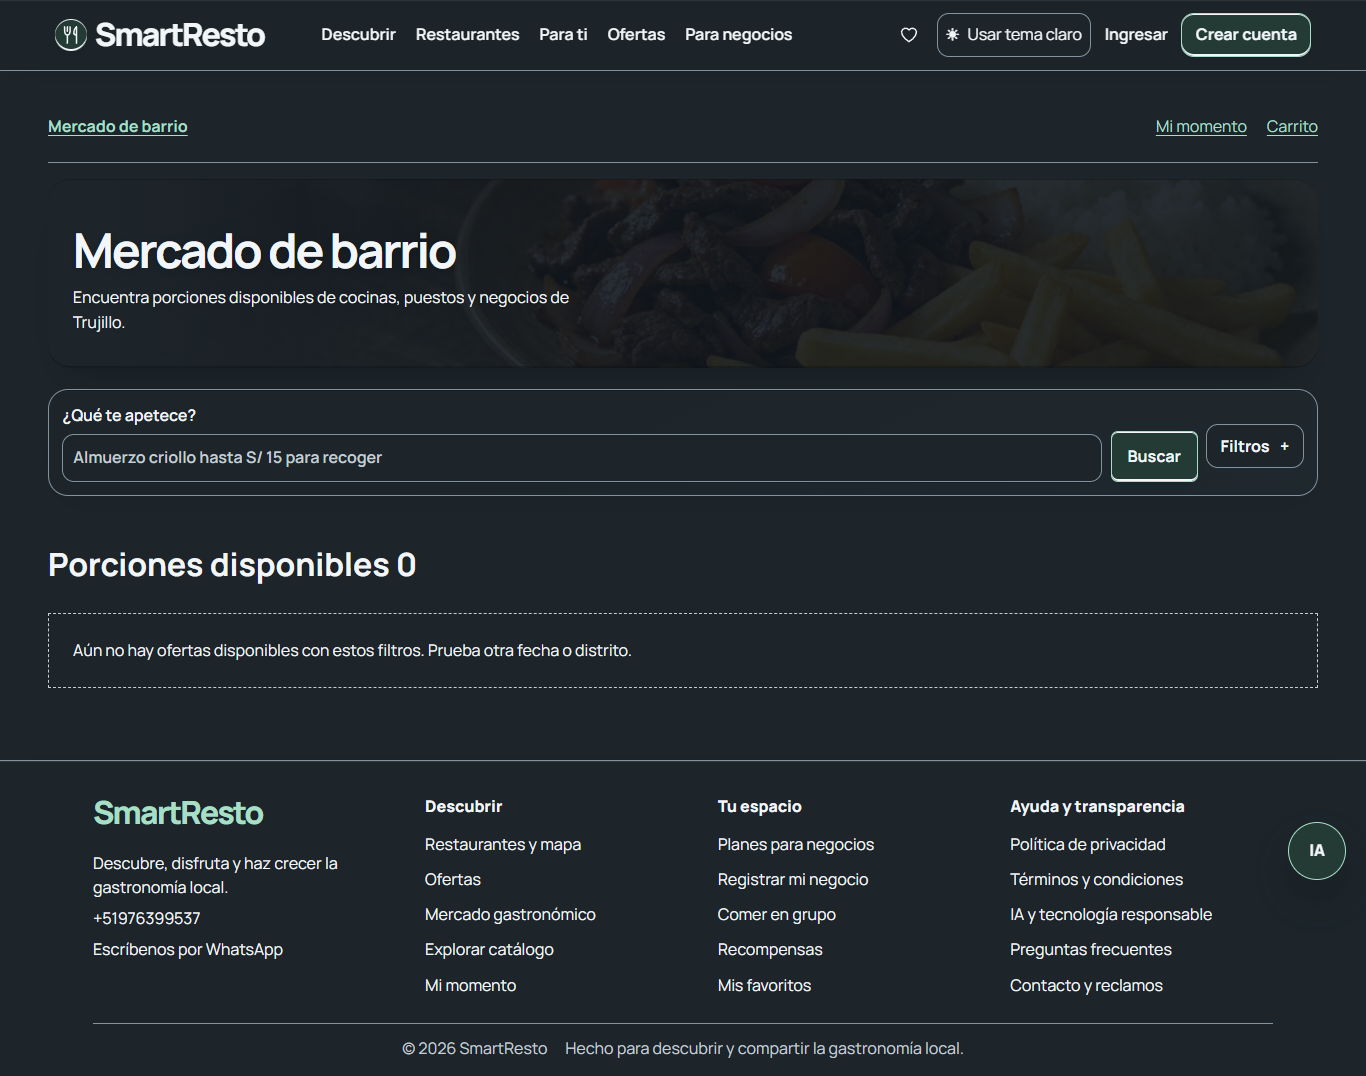 SmartResto
Descubrir Restaurantes Para ti Ofertas Para negocios
Usar tema claro Ingresar Crear cuenta
Mercado de barrio
Mi momento Carrito
Mercado de barrio
Encuentra porciones disponibles de cocinas, puestos y negocios de
Trujillo.
¿Qué te apetece?
Almuerzo criollo hasta S/ 15 para recoger
Buscar
Filtros +
Porciones disponibles 0
Aún no hay ofertas disponibles con estos filtros. Prueba otra fecha o distrito.
SmartResto
Descubre, disfruta y haz crecer la
gastronomía local.
+51976399537
Escríbenos por WhatsApp
Descubrir
Restaurantes y mapa
Ofertas
Mercado gastronómico
Explorar catálogo
Mi momento
Tu espacio
Planes para negocios
Registrar mi negocio
Comer en grupo
Recompensas
Mis favoritos
Ayuda y transparencia
Política de privacidad
Términos y condiciones
IA y tecnología responsable
Preguntas frecuentes
Contacto y reclamos
IA
© 2026 SmartResto Hecho para descubrir y compartir la gastronomía local.